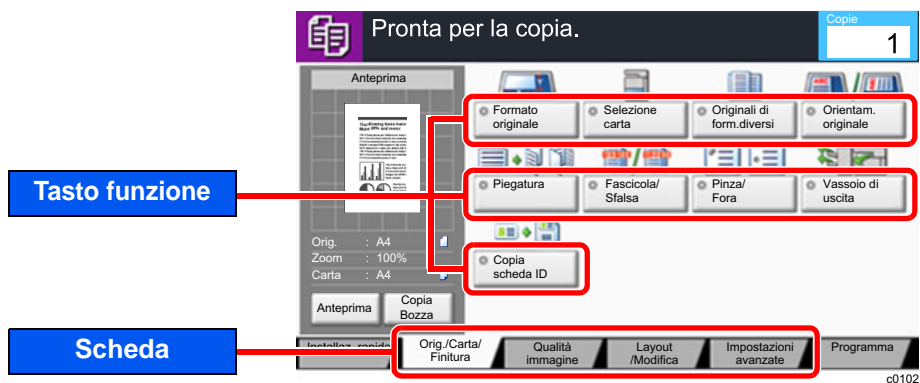 Pronta per la copia.
Copie
1
Anteprima
Formato
originale
Selezione
carta
Originali di
form.diversi
Orientam.
originale
Tasto funzione
Piegatura
Fascicola/
Sfalsa
Pinza/
Fora
Vassoio di
uscita
Orig. : A4
Zoom : 100%
Carta : A4
Copia
scheda ID
Anteprima
Copia
Bozza
Scheda
Installaz. rapida
Orig./Carta/
Finitura
Qualità
immagine
Layout
/Modifica
Impostazioni
avanzate
Programma
c0102